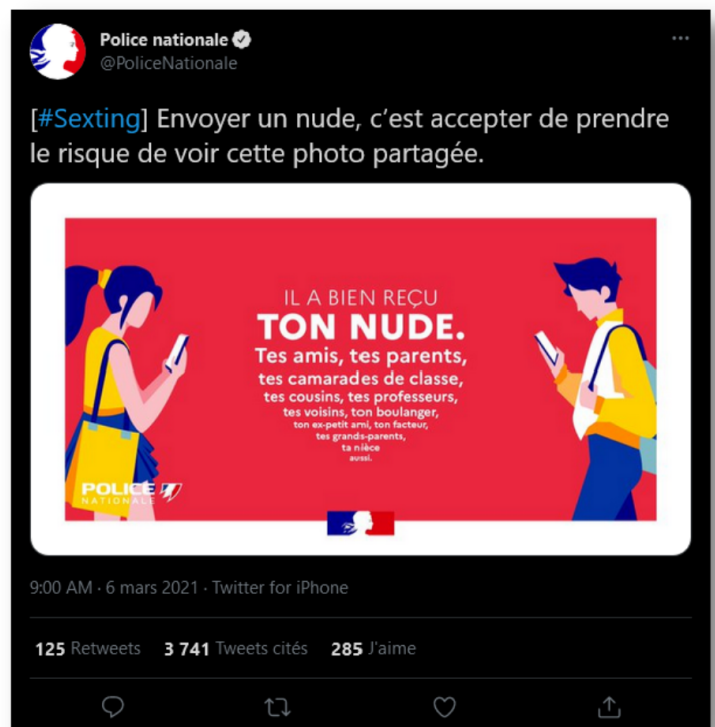 Police nationale
@PoliceNationale
[#Sexting] Envoyer un nude, c’est accepter de prendre
le risque de voir cette photo partagée.
IL A BIEN REÇU
TON NUDE.
Tes amis, tes parents,
tes camarades de classe,
tes cousins, tes professeurs,
tes voisins, ton boulanger,
ton ex-petit ami, ton facteur,
tes grands-parents,
ta nièce
aussi.
POLICE
NATIONALE
9:00 AM · 6 mars 2021 · Twitter for iPhone
125 Retweets 3 741 Tweets cités 285 J'aime